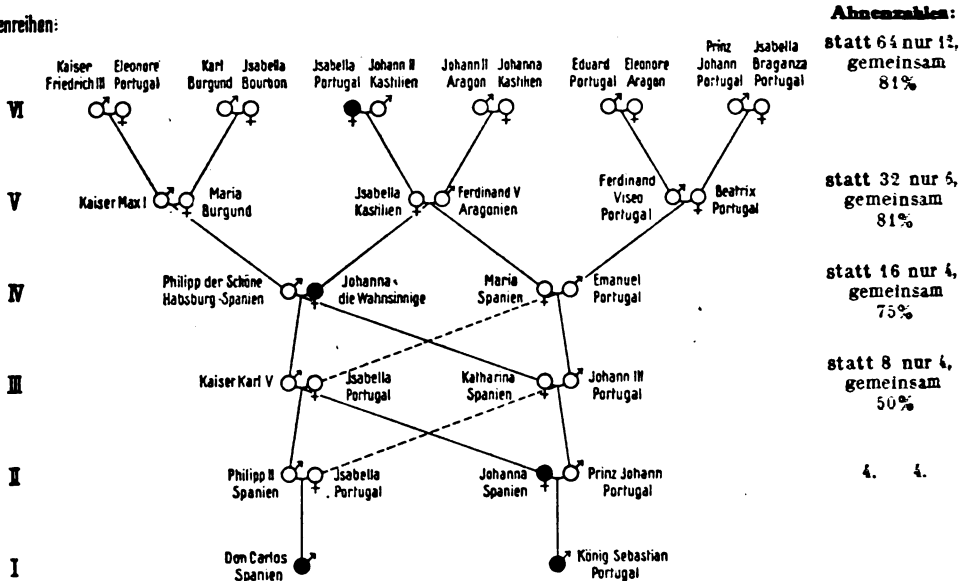 enreihen:
Ahnenzahlen:
VI
Kaiser Friedrich III
Eleonore Portugal
Karl Burgund
Jsabella Bourbon
Jsabella Portugal
Johann II Kastilien
Johann II Aragon
Johanna Kastilien
Eduard Portugal
Eleonore Aragon
Prinz Johann Portugal
Jsabella Braganza Portugal
statt 64 nur 12,
gemeinsam
81%
V
Kaiser Max I
Maria
Burgund
Jsabella
Kastilien
Ferdinand V
Aragonien
Ferdinand
Viseo
Portugal
Beatrix
Portugal
statt 32 nur 6,
gemeinsam
81%
IV
Philipp der Schöne
Habsburg-Spanien
Johanna
die Wahnsinnige
Maria
Spanien
Emanuel
Portugal
statt 16 nur 4,
gemeinsam
75%
III
Kaiser Karl V
Jsabella
Portugal
Katharina
Spanien
Johann III
Portugal
statt 8 nur 4,
gemeinsam
50%
II
Philipp II
Spanien
Jsabella
Portugal
Johanna
Spanien
Prinz Johann
Portugal
4. 4.
I
Don Carlos
Spanien
König Sebastian
Portugal